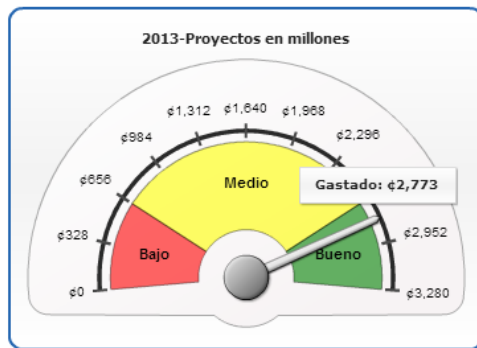 2013-Proyectos en millones
¢1,640
¢1,312
¢1,968
¢984
¢2,296
¢656
Medio
Gastado: ¢2,773
¢328
¢2,952
Bajo
Bueno
¢0
¢3,280